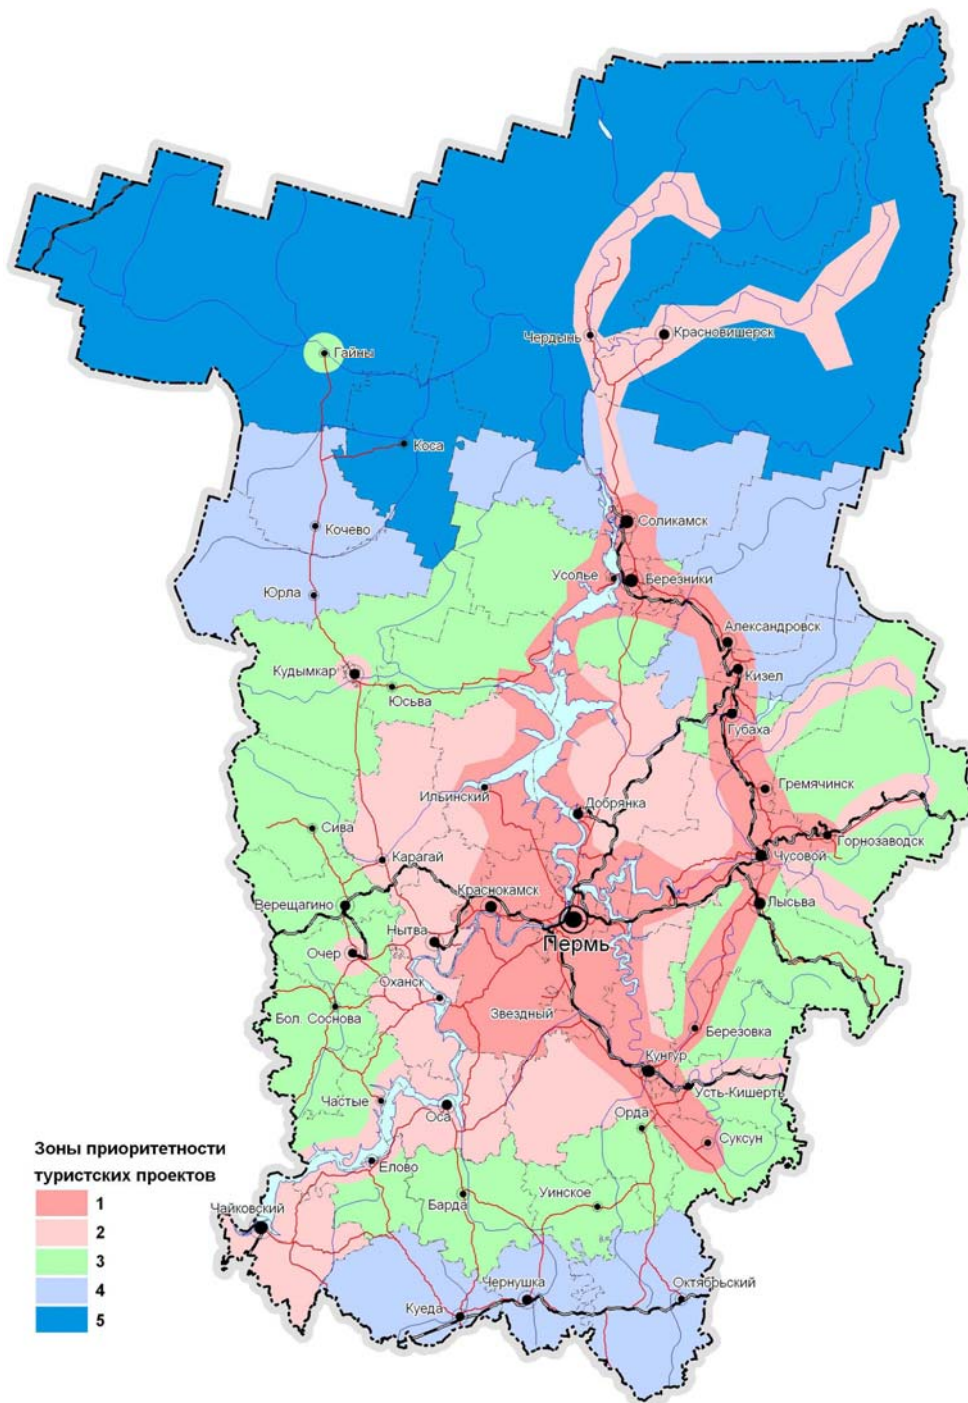 Гайны
Чердынь
Красновишерск
Коса
Кочево
Соликамск
Усолье
Березники
Юрла
Александровск
Кудымкар
Кизел
Юсьва
Губаха
Гремячинск
Ильинский
Добрянка
Сива
Горнозаводск
Карагай
Чусовой
Краснокамск
Верещагино
Лысьва
Нытва
Пермь
Очер
Оханск
Бол. Соснова
Звездный
Березовка
Кунгур
Усть-Кишерть
Частые
Оса
Орда
Суксун
Зоны приоритетности
туристских проектов
Елово
1
Барда
Уинское
2
Чайковский
3
4
Чернушка
Октябрьский
Куеда
5